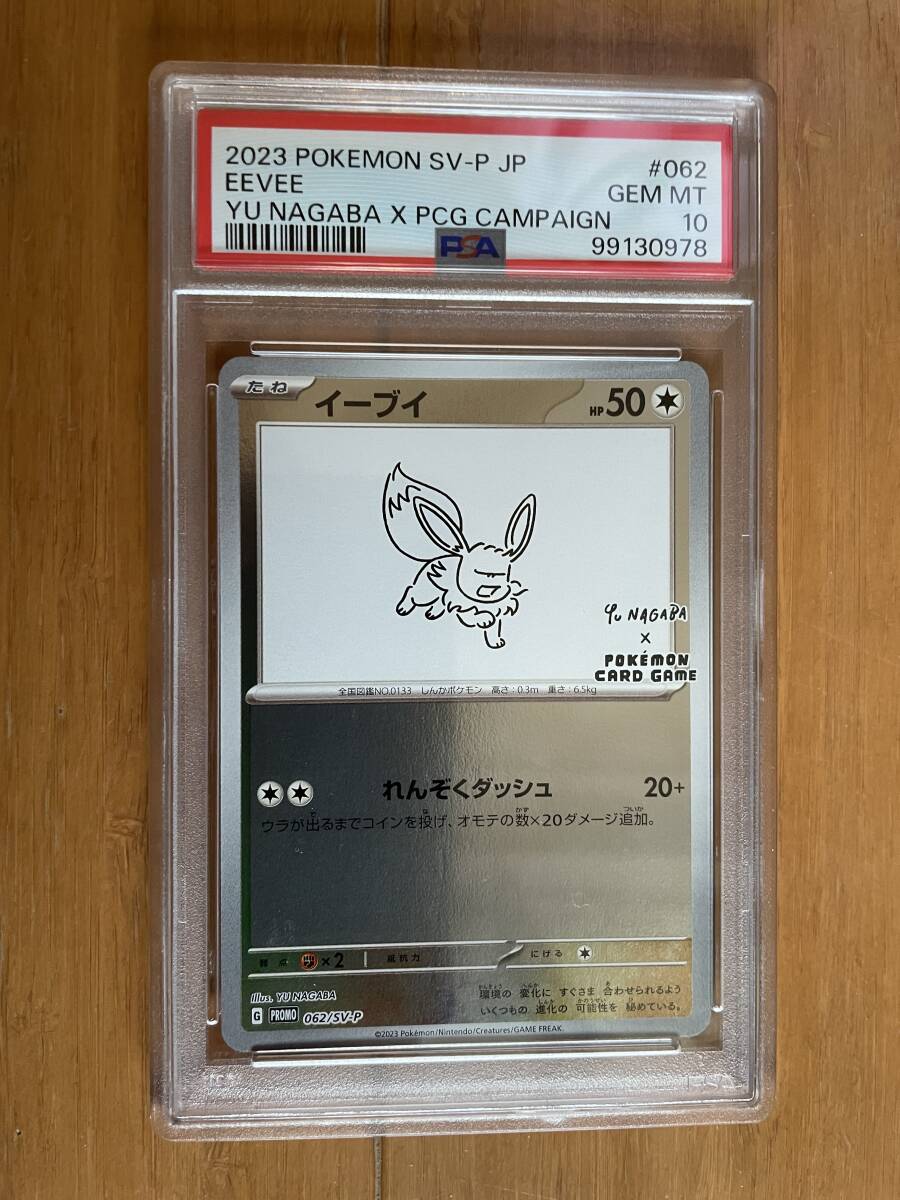 2023 POKEMON SV-P JP #062
EEVEE GEM MT
YU NAGABA X PCG CAMPAIGN 10
PSA 99130978
たね イーブイ HP 50
YU NAGABA
×
POKÉMON
CARD GAME
全国図鑑NO.0133 しんかポケモン 高さ:0.3m 重さ:6.5kg
れんぞくダッシュ 20+
ウラが出るまでコインを投げ、オモテの数×20ダメージ追加。
弱点 ×2 抵抗力 にげる
Illus. YU NAGABA
G PROMO 062/SV-P
環境の 変化に すぐさま 合わせられるよう
いくつもの 進化の 可能性を 秘めている。
©2023 Pokémon/Nintendo/Creatures/GAME FREAK.